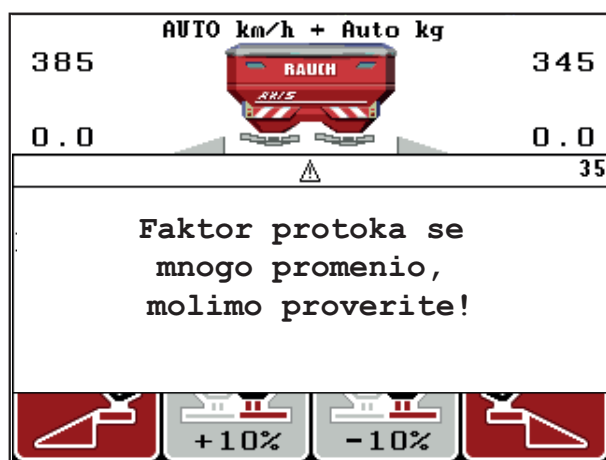 AUTO km/h + Auto kg
385
RAUCH
345
AXIS
0.0
0.0
35
Faktor protoka se
mnogo promenio,
molimo proverite!
+10%
-10%